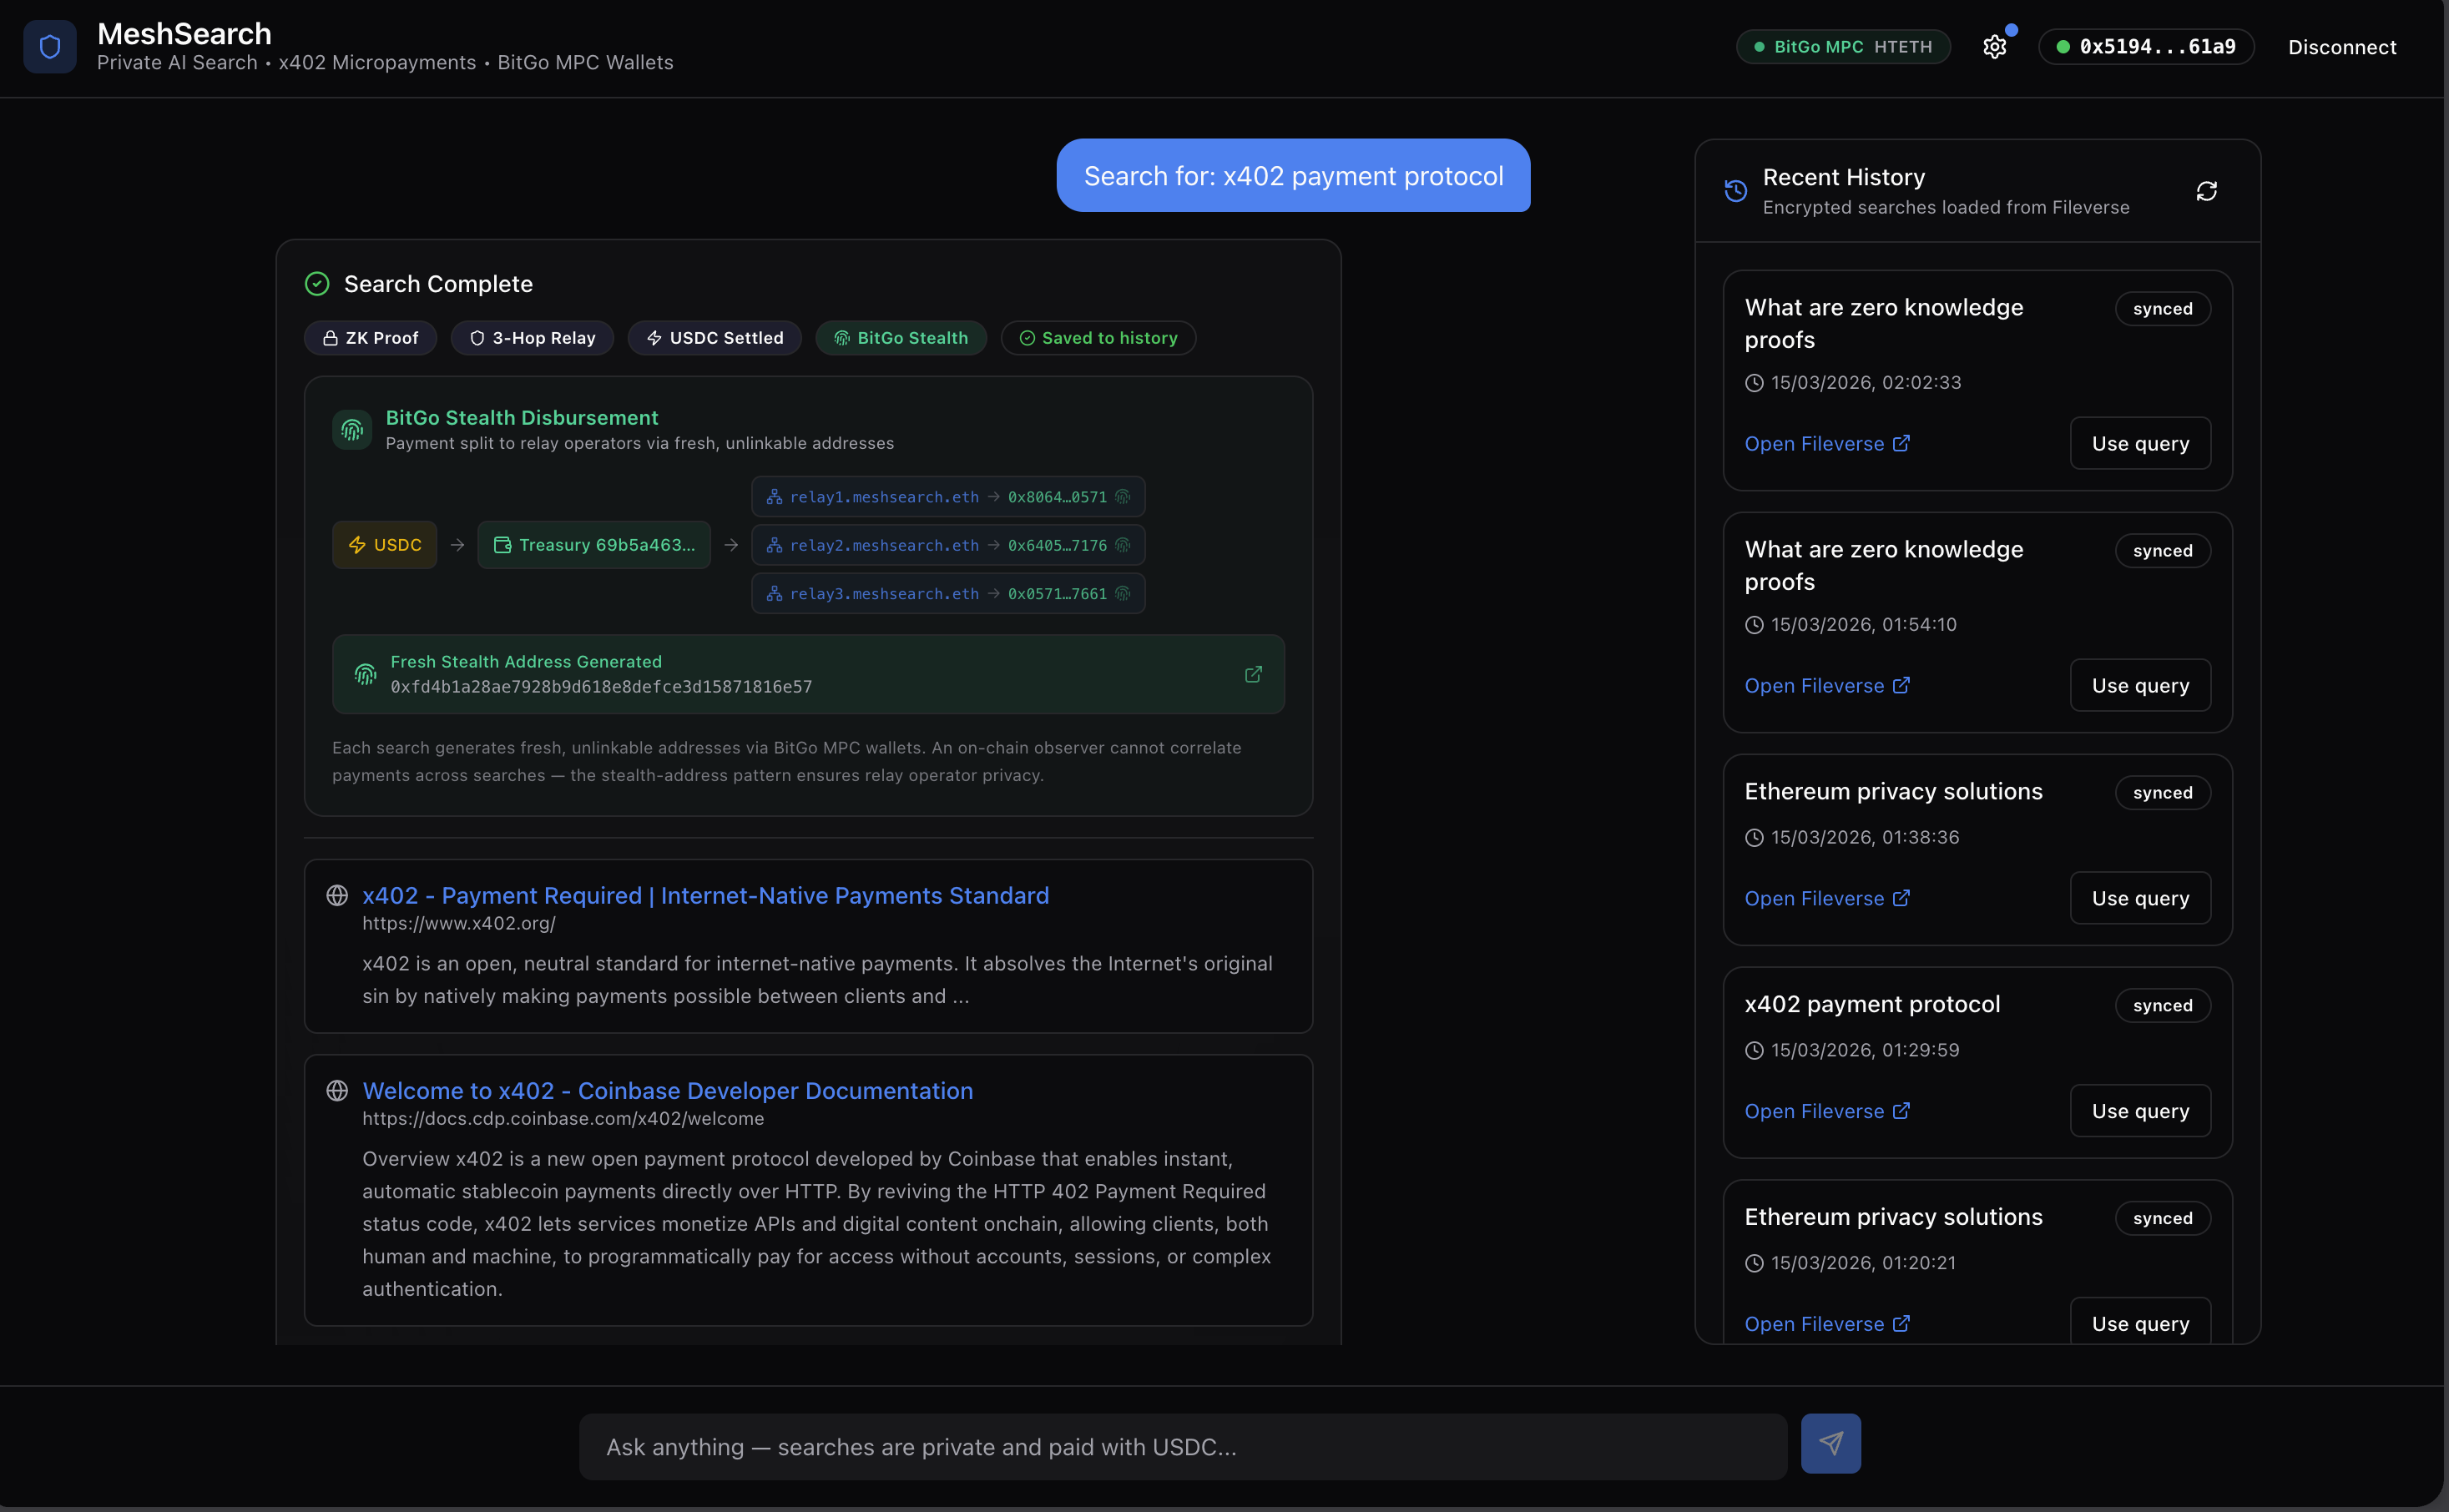 MeshSearch
Private AI Search • x402 Micropayments • BitGo MPC Wallets
BitGo MPC HTETH
0x5194...61a9
Disconnect
Search for: x402 payment protocol
Search Complete
ZK Proof
3-Hop Relay
USDC Settled
BitGo Stealth
Saved to history
BitGo Stealth Disbursement
Payment split to relay operators via fresh, unlinkable addresses
USDC → Treasury 69b5a463... →
relay1.meshsearch.eth → 0x8064…0571
relay2.meshsearch.eth → 0x6405…7176
relay3.meshsearch.eth → 0x0571…7661
Fresh Stealth Address Generated
0xfd4b1a28ae7928b9d618e8defce3d15871816e57
Each search generates fresh, unlinkable addresses via BitGo MPC wallets. An on-chain observer cannot correlate
payments across searches — the stealth-address pattern ensures relay operator privacy.
x402 - Payment Required | Internet-Native Payments Standard
https://www.x402.org/
x402 is an open, neutral standard for internet-native payments. It absolves the Internet's original
sin by natively making payments possible between clients and ...
Welcome to x402 - Coinbase Developer Documentation
https://docs.cdp.coinbase.com/x402/welcome
Overview x402 is a new open payment protocol developed by Coinbase that enables instant,
automatic stablecoin payments directly over HTTP. By reviving the HTTP 402 Payment Required
status code, x402 lets services monetize APIs and digital content onchain, allowing clients, both
human and machine, to programmatically pay for access without accounts, sessions, or complex
authentication.
Recent History
Encrypted searches loaded from Fileverse
What are zero knowledge
proofs
synced
15/03/2026, 02:02:33
Open Fileverse
Use query
What are zero knowledge
proofs
synced
15/03/2026, 01:54:10
Open Fileverse
Use query
Ethereum privacy solutions
synced
15/03/2026, 01:38:36
Open Fileverse
Use query
x402 payment protocol
synced
15/03/2026, 01:29:59
Open Fileverse
Use query
Ethereum privacy solutions
synced
15/03/2026, 01:20:21
Open Fileverse
Use query
Ask anything — searches are private and paid with USDC...